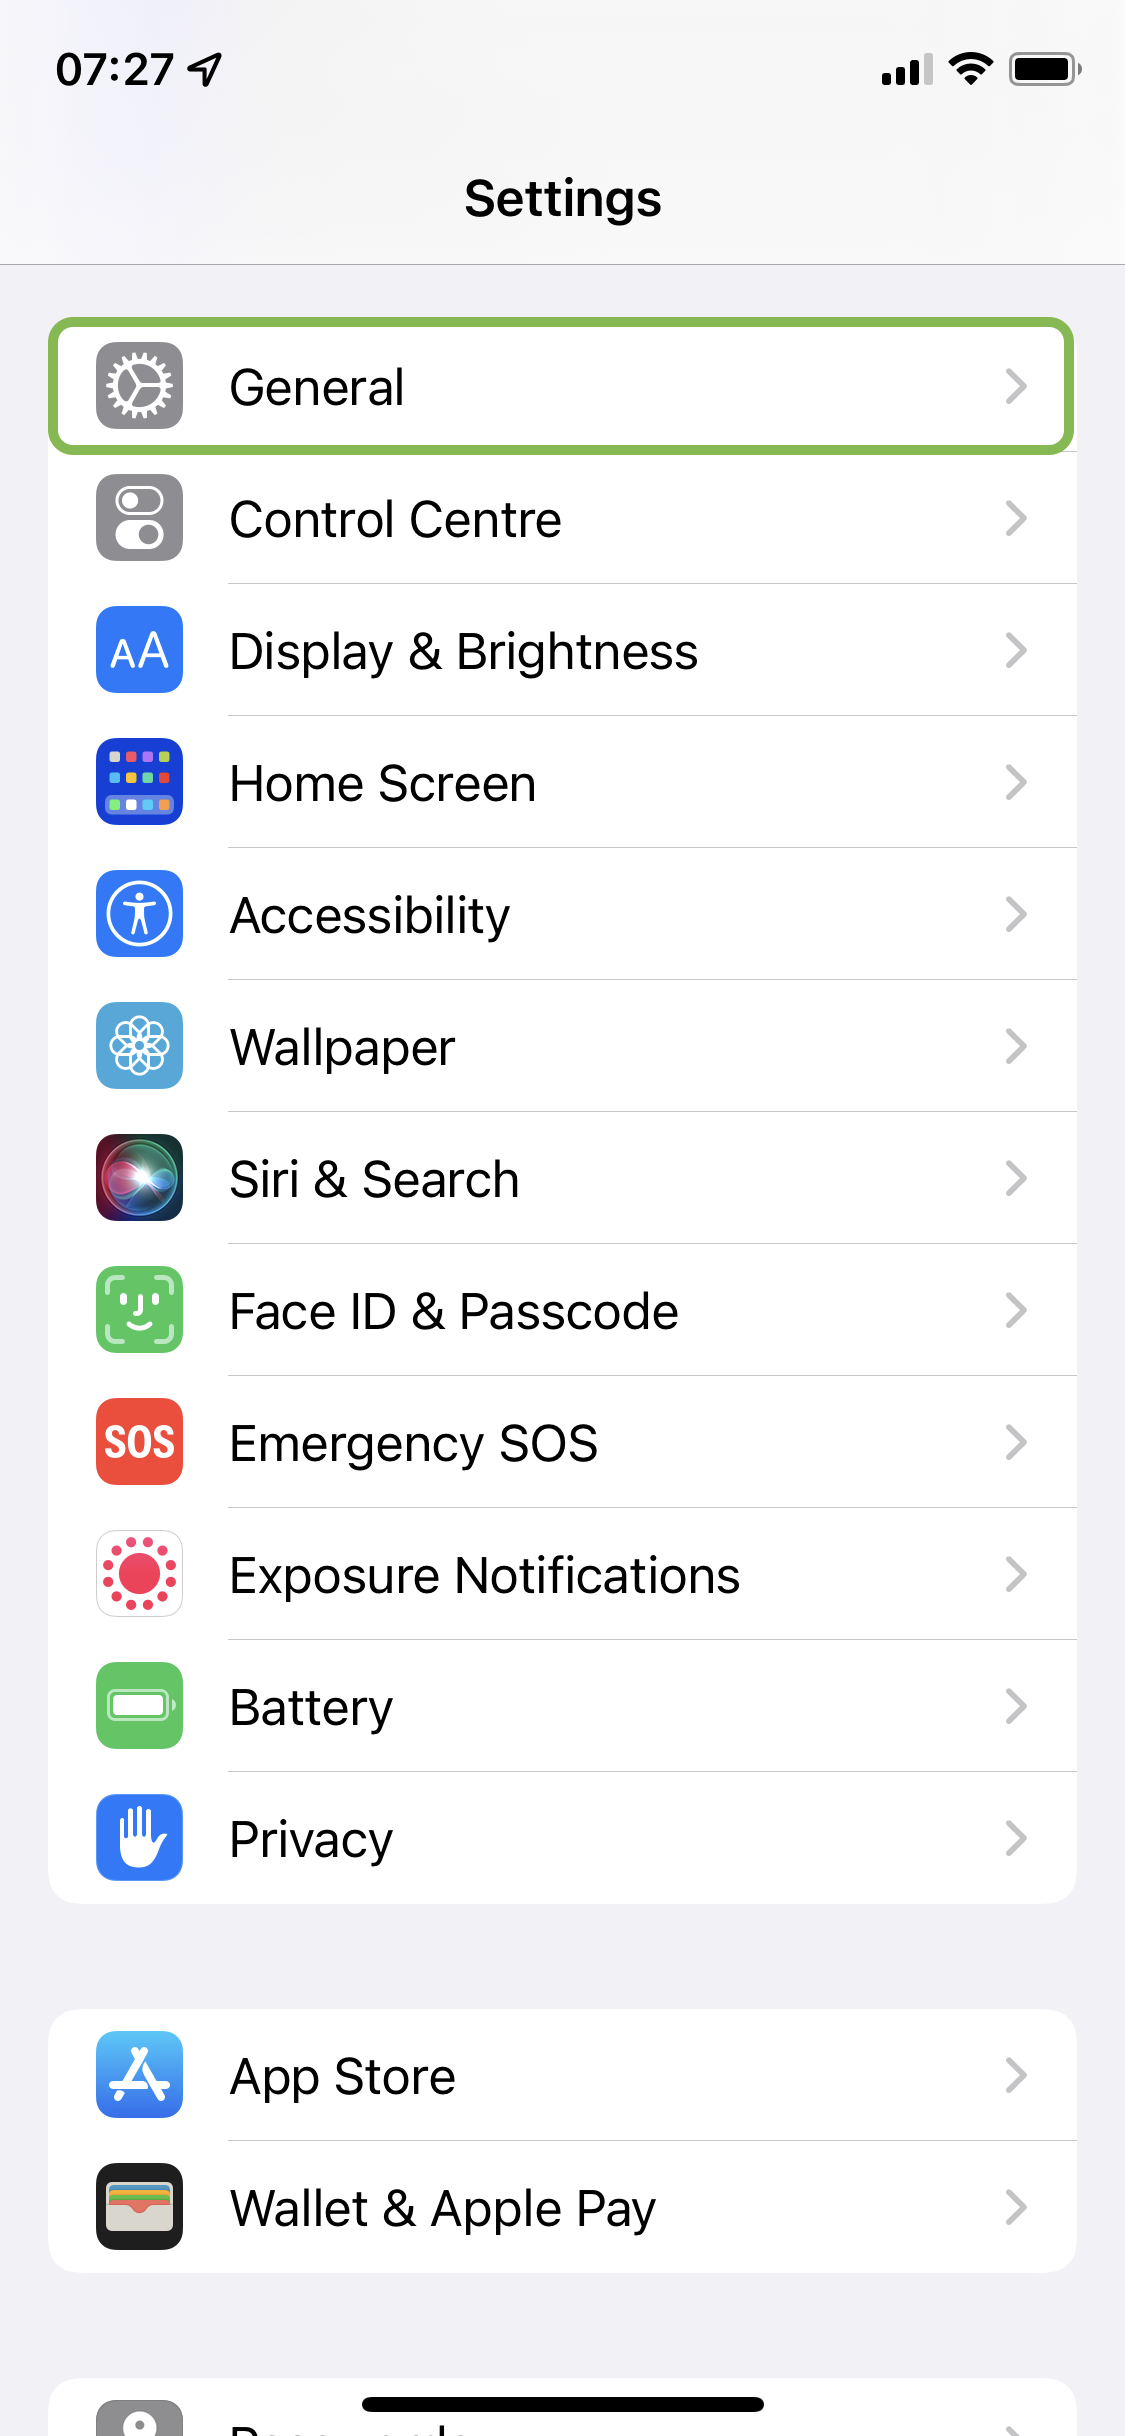 07:27
Settings
General
Control Centre
AA
Display & Brightness
Home Screen
Accessibility
Wallpaper
Siri & Search
Face ID & Passcode
SOS
Emergency SOS
Exposure Notifications
Battery
Privacy
App Store
Wallet & Apple Pay